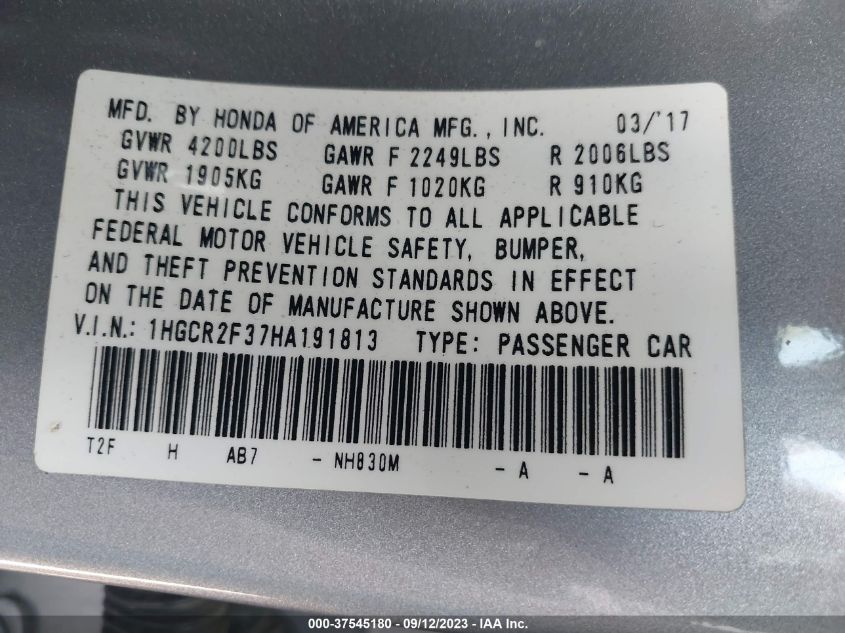 MFD. BY HONDA OF AMERICA MFG., INC. 03/'17
GVWR 4200LBS GAWR F 2249LBS R 2006LBS
GVWR 1905KG GAWR F 1020KG R 910KG
THIS VEHICLE CONFORMS TO ALL APPLICABLE
FEDERAL MOTOR VEHICLE SAFETY, BUMPER,
AND THEFT PREVENTION STANDARDS IN EFFECT
ON THE DATE OF MANUFACTURE SHOWN ABOVE.
V.I.N.: 1HGCR2F37HA191813 TYPE: PASSENGER CAR
T2F H AB7 - NH830M - A - A
000-37545180 - 09/12/2023 - IAA Inc.